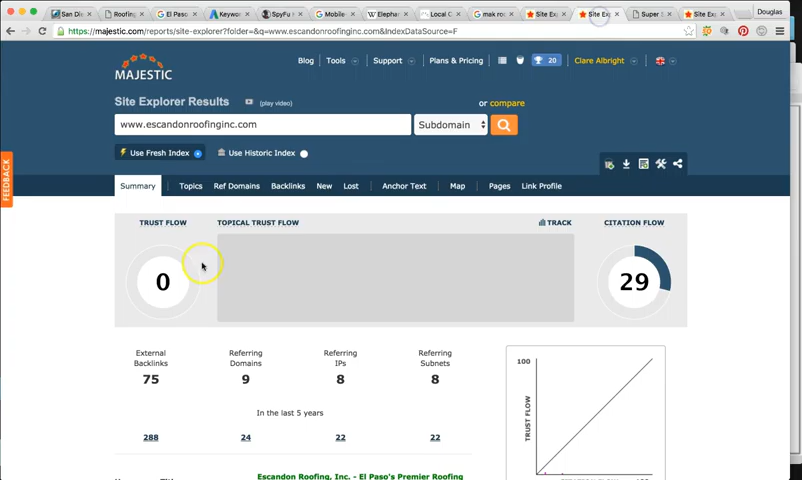 San Di
Roofin
El Paso
Keywor
SpyFu
Mobile
Elepha
Local C
mak ro
Site Ex
Site Ex
Super S
Site Ex
Douglas
https://majestic.com/reports/site-explorer?folder=&q=www.escandonroofinginc.com&IndexDataSource=F
MAJESTIC
Blog
Tools
Support
Plans & Pricing
20
Clare Albright
Site Explorer Results
(play video)
or compare
www.escandonroofinginc.com
Subdomain
FEEDBACK
Use Fresh Index
Use Historic Index
Summary
Topics
Ref Domains
Backlinks
New
Lost
Anchor Text
Map
Pages
Link Profile
TRUST FLOW
TOPICAL TRUST FLOW
TRACK
CITATION FLOW
0
29
External Backlinks
Referring Domains
Referring IPs
Referring Subnets
75
9
8
8
In the last 5 years
288
24
22
22
100
TRUST FLOW
Escandon Roofing, Inc. - El Paso's Premier Roofing